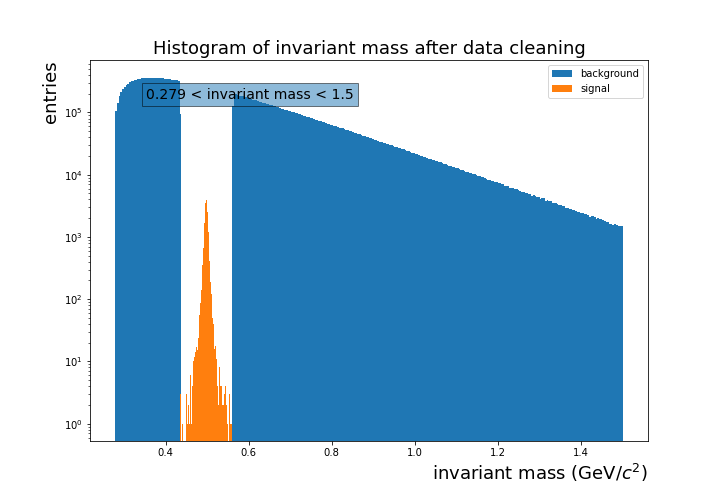 Histogram of invariant mass after data cleaning
entries
0.279 < invariant mass < 1.5
background
signal
10⁵
10⁴
10³
10²
10¹
10⁰
0.4 0.6 0.8 1.0 1.2 1.4
invariant mass (GeV/c²)